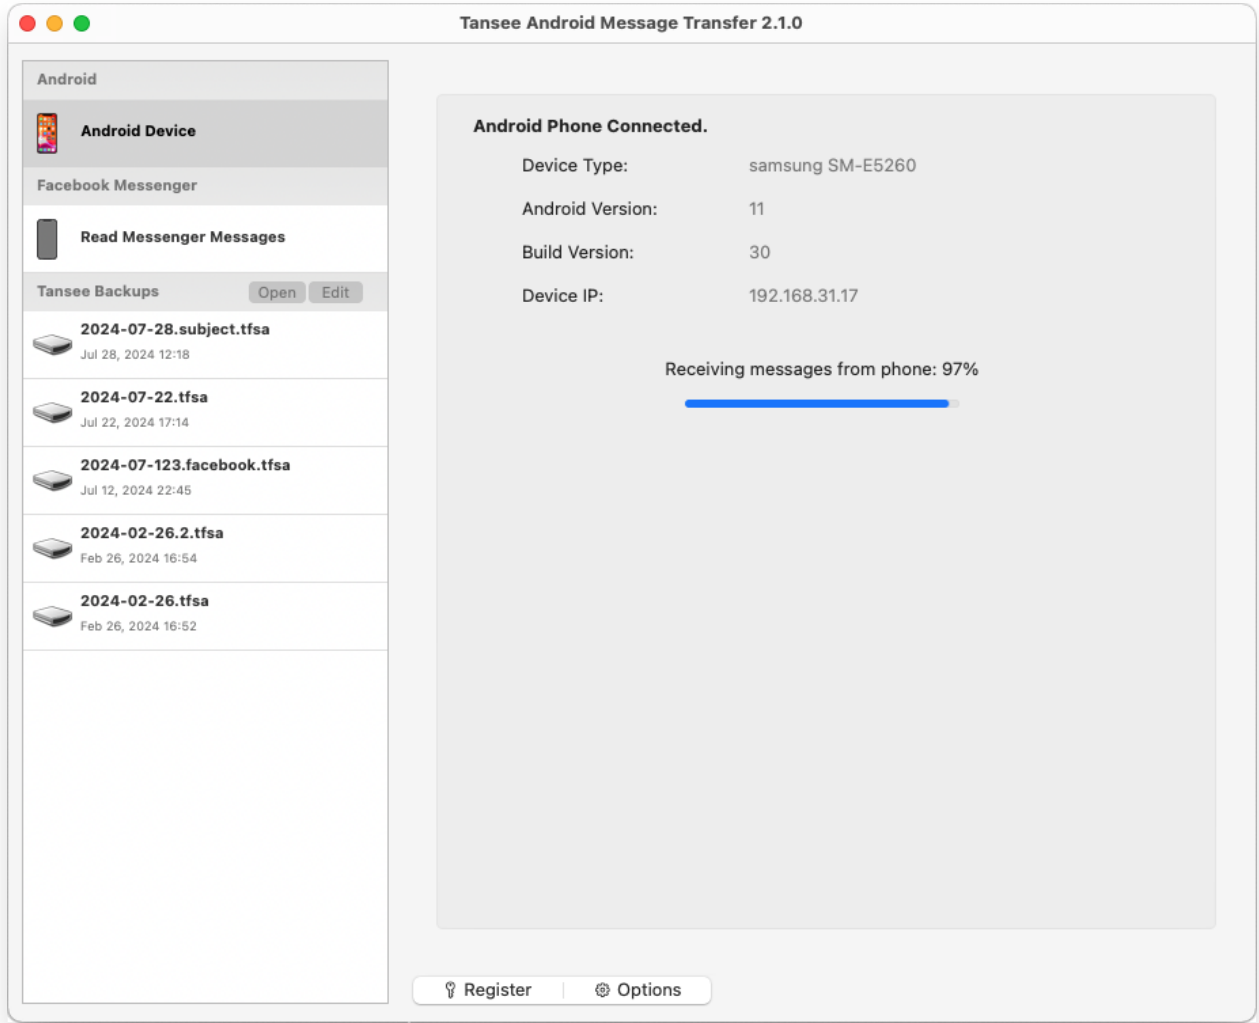 Tansee Android Message Transfer 2.1.0
Android
Android Device
Facebook Messenger
Read Messenger Messages
Tansee Backups Open Edit
2024-07-28.subject.tfsa
Jul 28, 2024 12:18
2024-07-22.tfsa
Jul 22, 2024 17:14
2024-07-123.facebook.tfsa
Jul 12, 2024 22:45
2024-02-26.2.tfsa
Feb 26, 2024 16:54
2024-02-26.tfsa
Feb 26, 2024 16:52
Android Phone Connected.
Device Type: samsung SM-E5260
Android Version: 11
Build Version: 30
Device IP: 192.168.31.17
Receiving messages from phone: 97%
Register Options